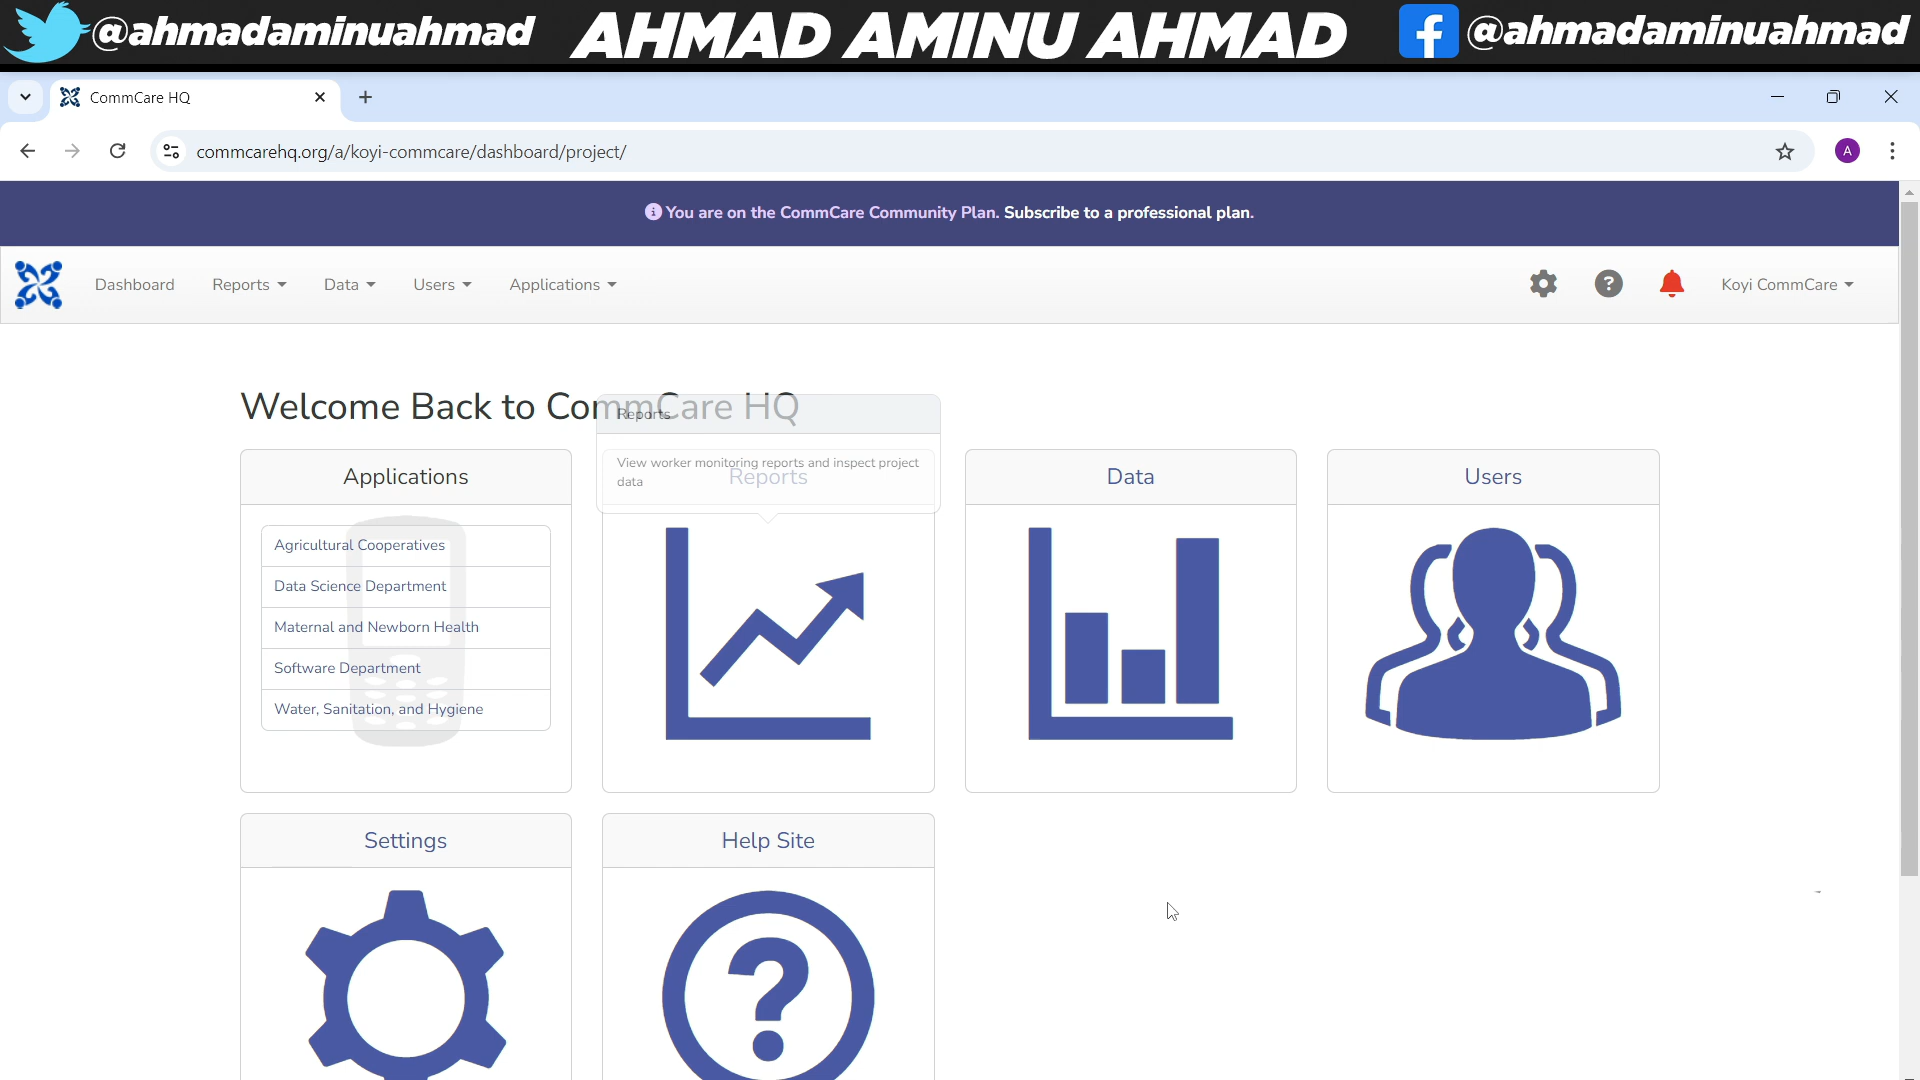 @ahmadaminuahmad
AHMAD AMINU AHMAD
@ahmadaminuahmad
CommCare HQ
commcarehq.org/a/koyi-commcare/dashboard/project/
A
You are on the CommCare Community Plan. Subscribe to a professional plan.
Dashboard
Reports
Data
Users
Applications
Koyi CommCare
Welcome Back to CommCare HQ
Reports
View worker monitoring reports and inspect project
data
Applications
Reports
Data
Users
Agricultural Cooperatives
Data Science Department
Maternal and Newborn Health
Software Department
Water, Sanitation, and Hygiene
Settings
Help Site